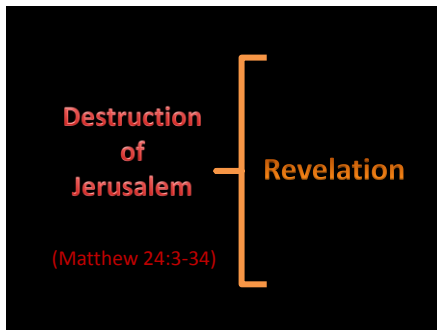 Destruction
of
Jerusalem
(Matthew 24:3-34)
Revelation